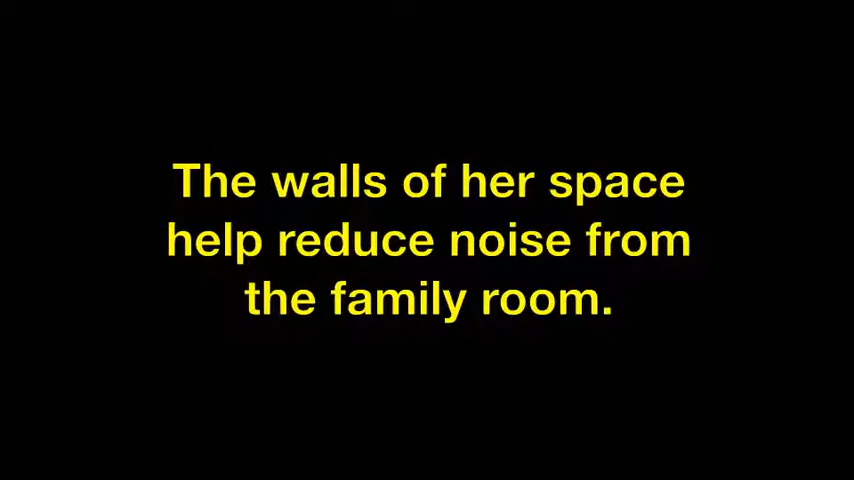 The walls of her space
help reduce noise from
the family room.